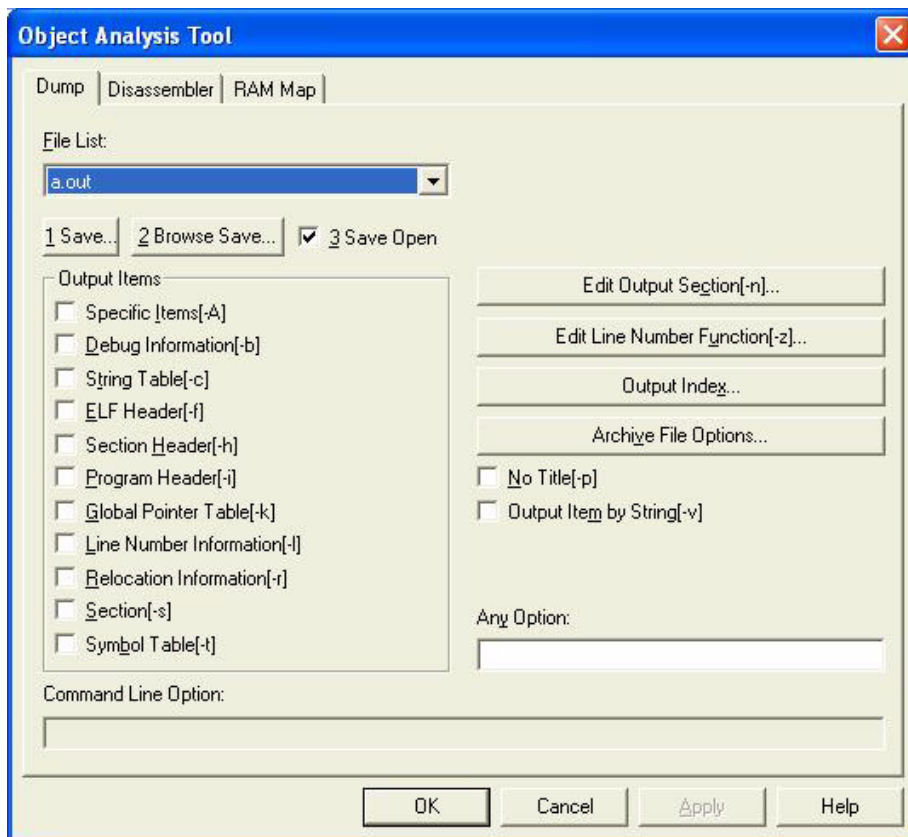 Object Analysis Tool
Dump Disassembler RAM Map
File List:
a.out
1 Save... 2 Browse Save... 3 Save Open
Output Items
Specific Items[-A]
Debug Information[-b]
String Table[-c]
ELF Header[-f]
Section Header[-h]
Program Header[-i]
Global Pointer Table[-k]
Line Number Information[-l]
Relocation Information[-r]
Section[-s]
Symbol Table[-t]
Edit Output Section[-n]...
Edit Line Number Function[-z]...
Output Index...
Archive File Options...
No Title[-p]
Output Item by String[-v]
Any Option:
Command Line Option:
OK Cancel Apply Help